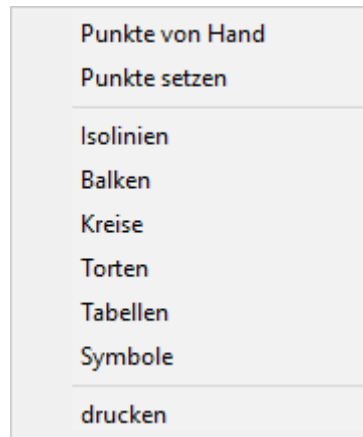 Punkte von Hand
Punkte setzen
Isolinien
Balken
Kreise
Torten
Tabellen
Symbole
drucken